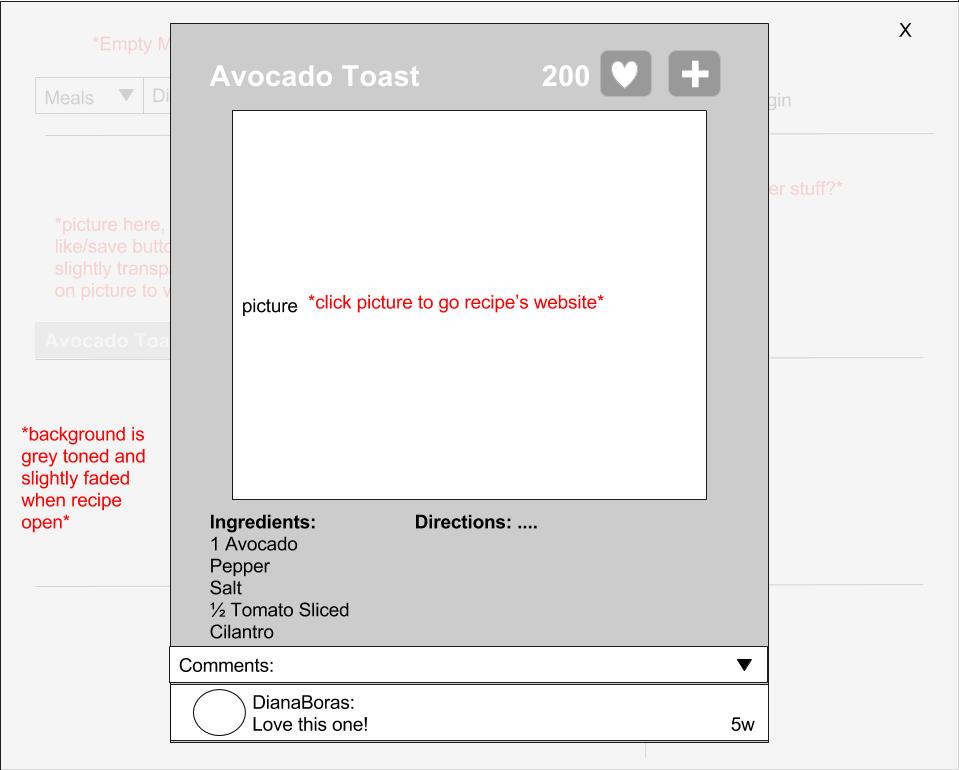 X
*Empty M
Avocado Toast 200
Meals Di
gin
er stuff?*
*picture here,
like/save butto
slightly transp
on picture to v
picture *click picture to go recipe's website*
Avocado Toa
*background is
grey toned and
slightly faded
when recipe
open*
Ingredients:
1 Avocado
Pepper
Salt
½ Tomato Sliced
Cilantro
Directions: ....
Comments:
DianaBoras:
Love this one!
5w